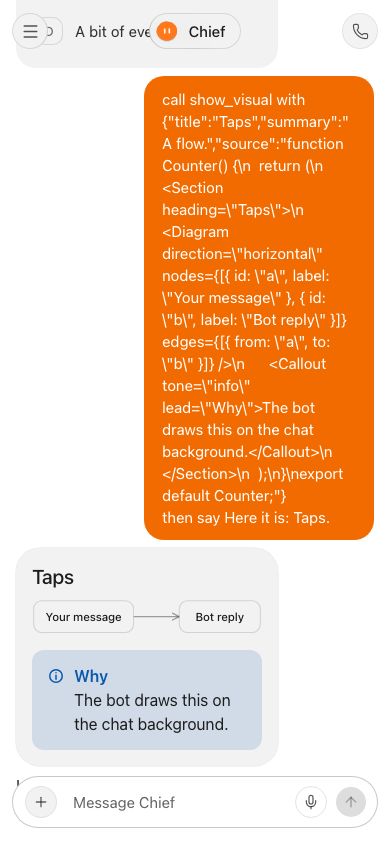 A bit of eve
Chief
call show_visual with
{"title":"Taps","summary":"
A flow.","source":"function
Counter() {\n  return (\n
<Section
heading=\"Taps\">\n
<Diagram
direction=\"horizontal\"
nodes={[{ id: \"a\", label:
\"Your message\" }, { id:
\"b\", label: \"Bot reply\" }]}
edges={[{ from: \"a\", to:
\"b\" }]} />\n      <Callout
tone=\"info\"
lead=\"Why\">The bot
draws this on the chat
background.</Callout>\n
</Section>\n  );\n}\nexport
default Counter;"}
then say Here it is: Taps.
Taps
Your message
Bot reply
Why
The bot draws this on
the chat background.
Message Chief